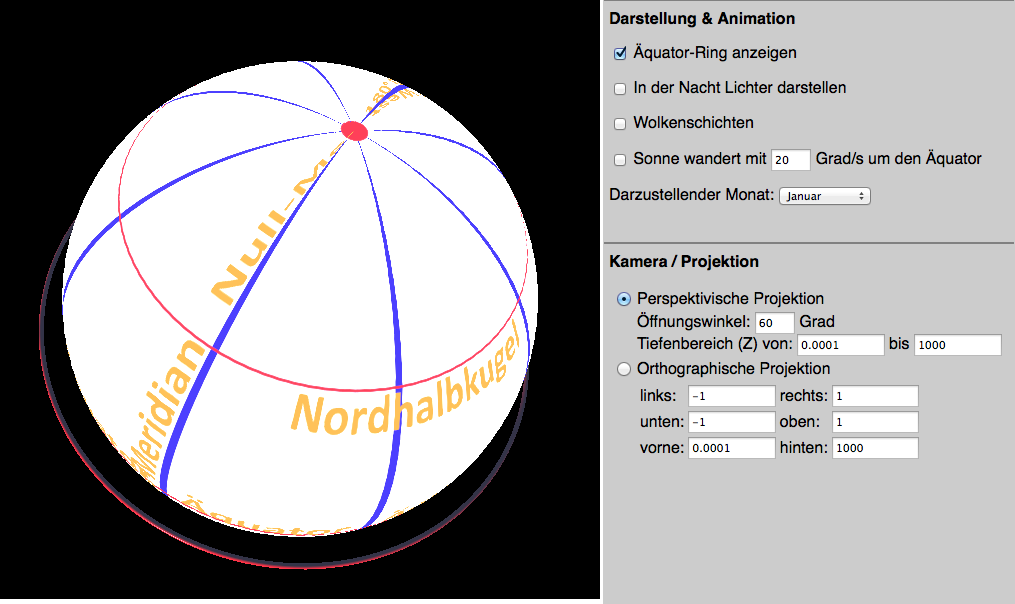 180°
Null-M
Meridian
Nordhalbkugel
Äquator
Darstellung & Animation
Äquator-Ring anzeigen
In der Nacht Lichter darstellen
Wolkenschichten
Sonne wandert mit 20 Grad/s um den Äquator
Darzustellender Monat: Januar
Kamera / Projektion
Perspektivische Projektion
Öffnungswinkel: 60 Grad
Tiefenbereich (Z) von: 0.0001 bis 1000
Orthographische Projektion
links: -1 rechts: 1
unten: -1 oben: 1
vorne: 0.0001 hinten: 1000